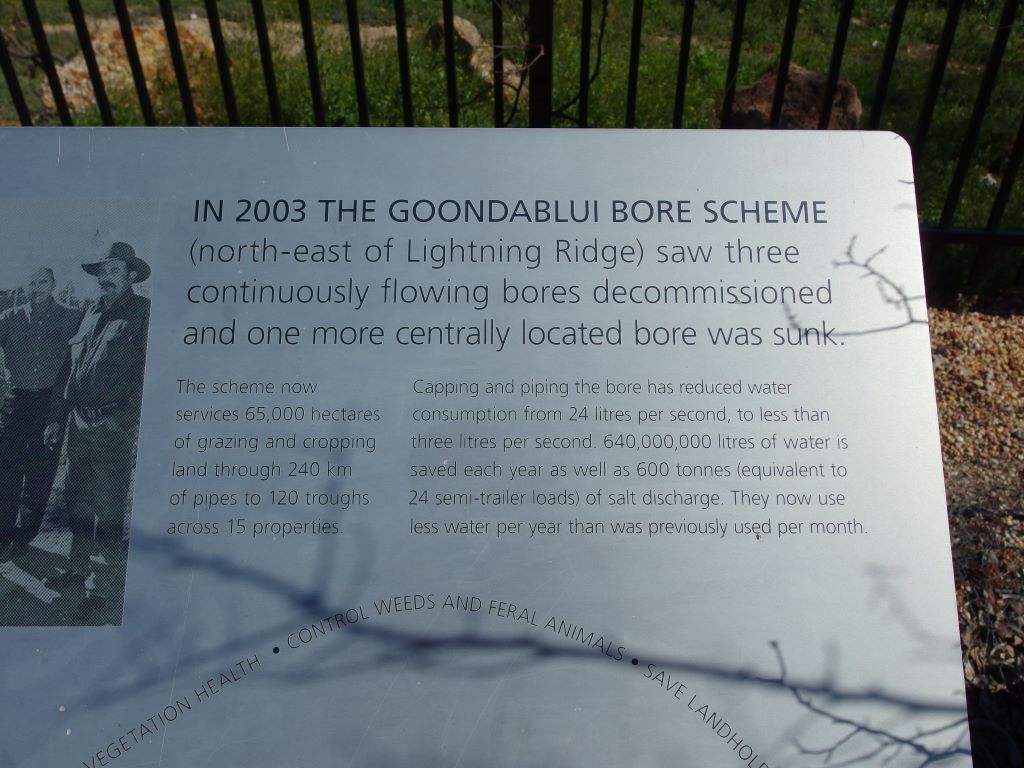 IN 2003 THE GOONDABLUI BORE SCHEME
(north-east of Lightning Ridge) saw three
continuously flowing bores decommissioned
and one more centrally located bore was sunk.
The scheme now
services 65,000 hectares
of grazing and cropping
land through 240 km
of pipes to 120 troughs
across 15 properties.
Capping and piping the bore has reduced water
consumption from 24 litres per second, to less than
three litres per second. 640,000,000 litres of water is
saved each year as well as 600 tonnes (equivalent to
24 semi-trailer loads) of salt discharge. They now use
less water per year than was previously used per month.
VEGETATION HEALTH • CONTROL WEEDS AND FERAL ANIMALS • SAVE LANDHOL